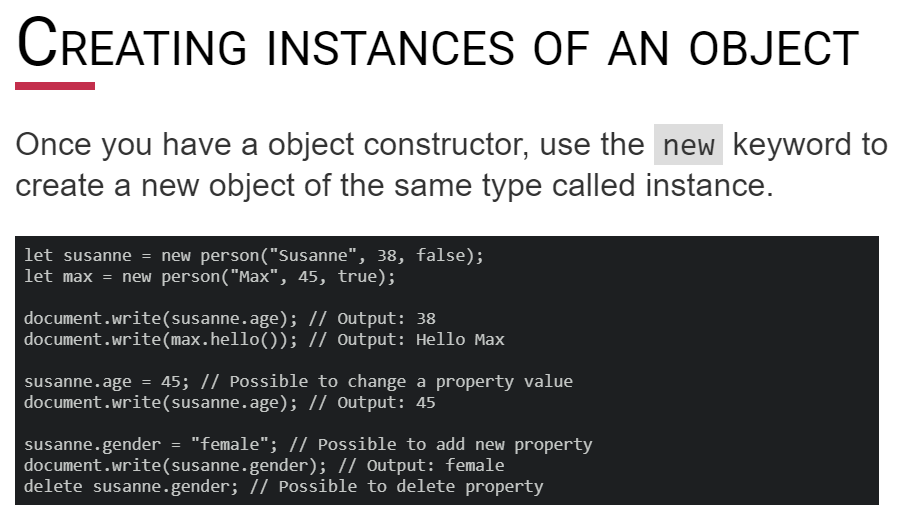 Creating instances of an object
Once you have a object constructor, use the new keyword to
create a new object of the same type called instance.
let susanne = new person("Susanne", 38, false);
let max = new person("Max", 45, true);
document.write(susanne.age); // Output: 38
document.write(max.hello()); // Output: Hello Max
susanne.age = 45; // Possible to change a property value
document.write(susanne.age); // Output: 45
susanne.gender = "female"; // Possible to add new property
document.write(susanne.gender); // Output: female
delete susanne.gender; // Possible to delete property